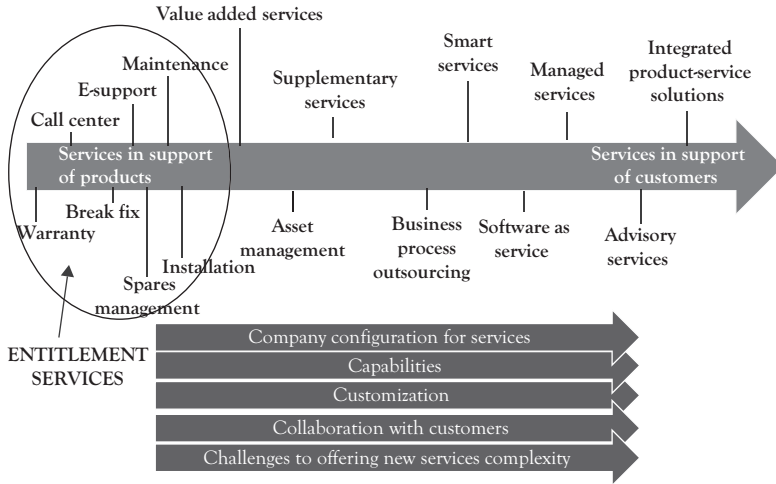 Value added services
Maintenance
E-support
Call center
Supplementary
services
Smart
services
Managed
services
Integrated
product-service
solutions
Services in support
of products
Services in support
of customers
Warranty
Break fix
Spares
management
Installation
Asset
management
Business
process
outsourcing
Software as
service
Advisory
services
ENTITLEMENT
SERVICES
Company configuration for services
Capabilities
Customization
Collaboration with customers
Challenges to offering new services complexity